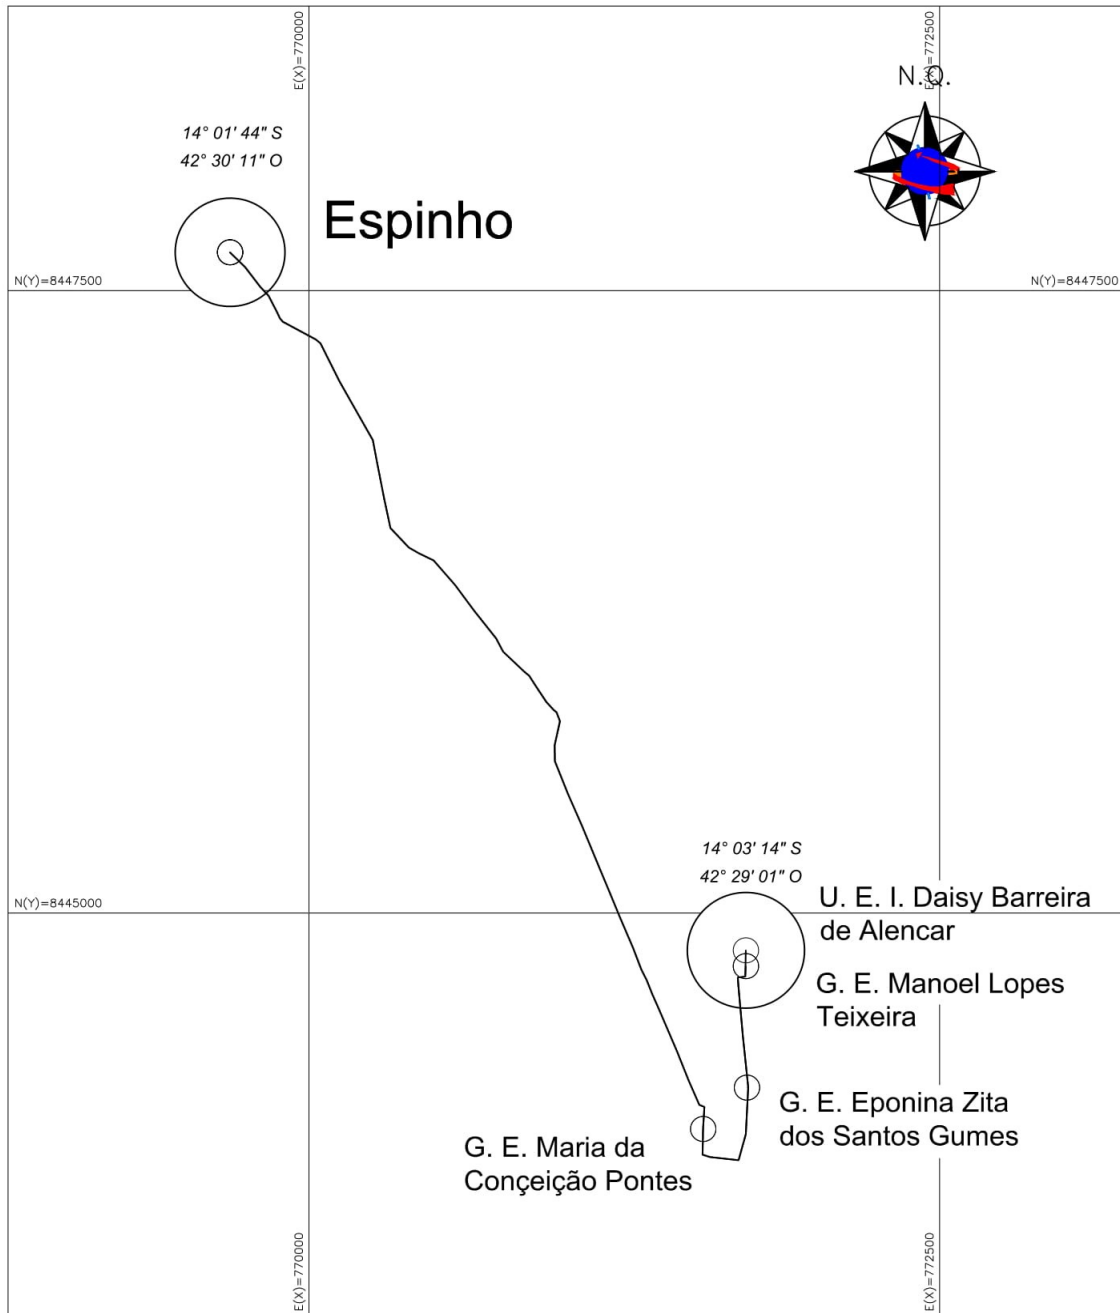 E(X)=770000
E(X)=772500
N.Q.
14° 01' 44" S
42° 30' 11" O
Espinho
N(Y)=8447500
N(Y)=8447500
14° 03' 14" S
42° 29' 01" O
N(Y)=8445000
U. E. I. Daisy Barreira
de Alencar
G. E. Manoel Lopes
Teixeira
G. E. Eponina Zita
dos Santos Gumes
G. E. Maria da
Conçeição Pontes
E(X)=770000
E(X)=772500